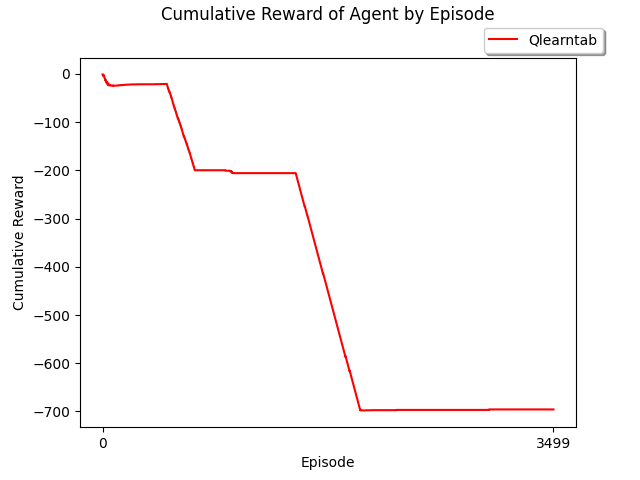 Cumulative Reward of Agent by Episode
Qlearntab
0
−100
−200
−300
−400
−500
−600
−700
Cumulative Reward
0 3499
Episode